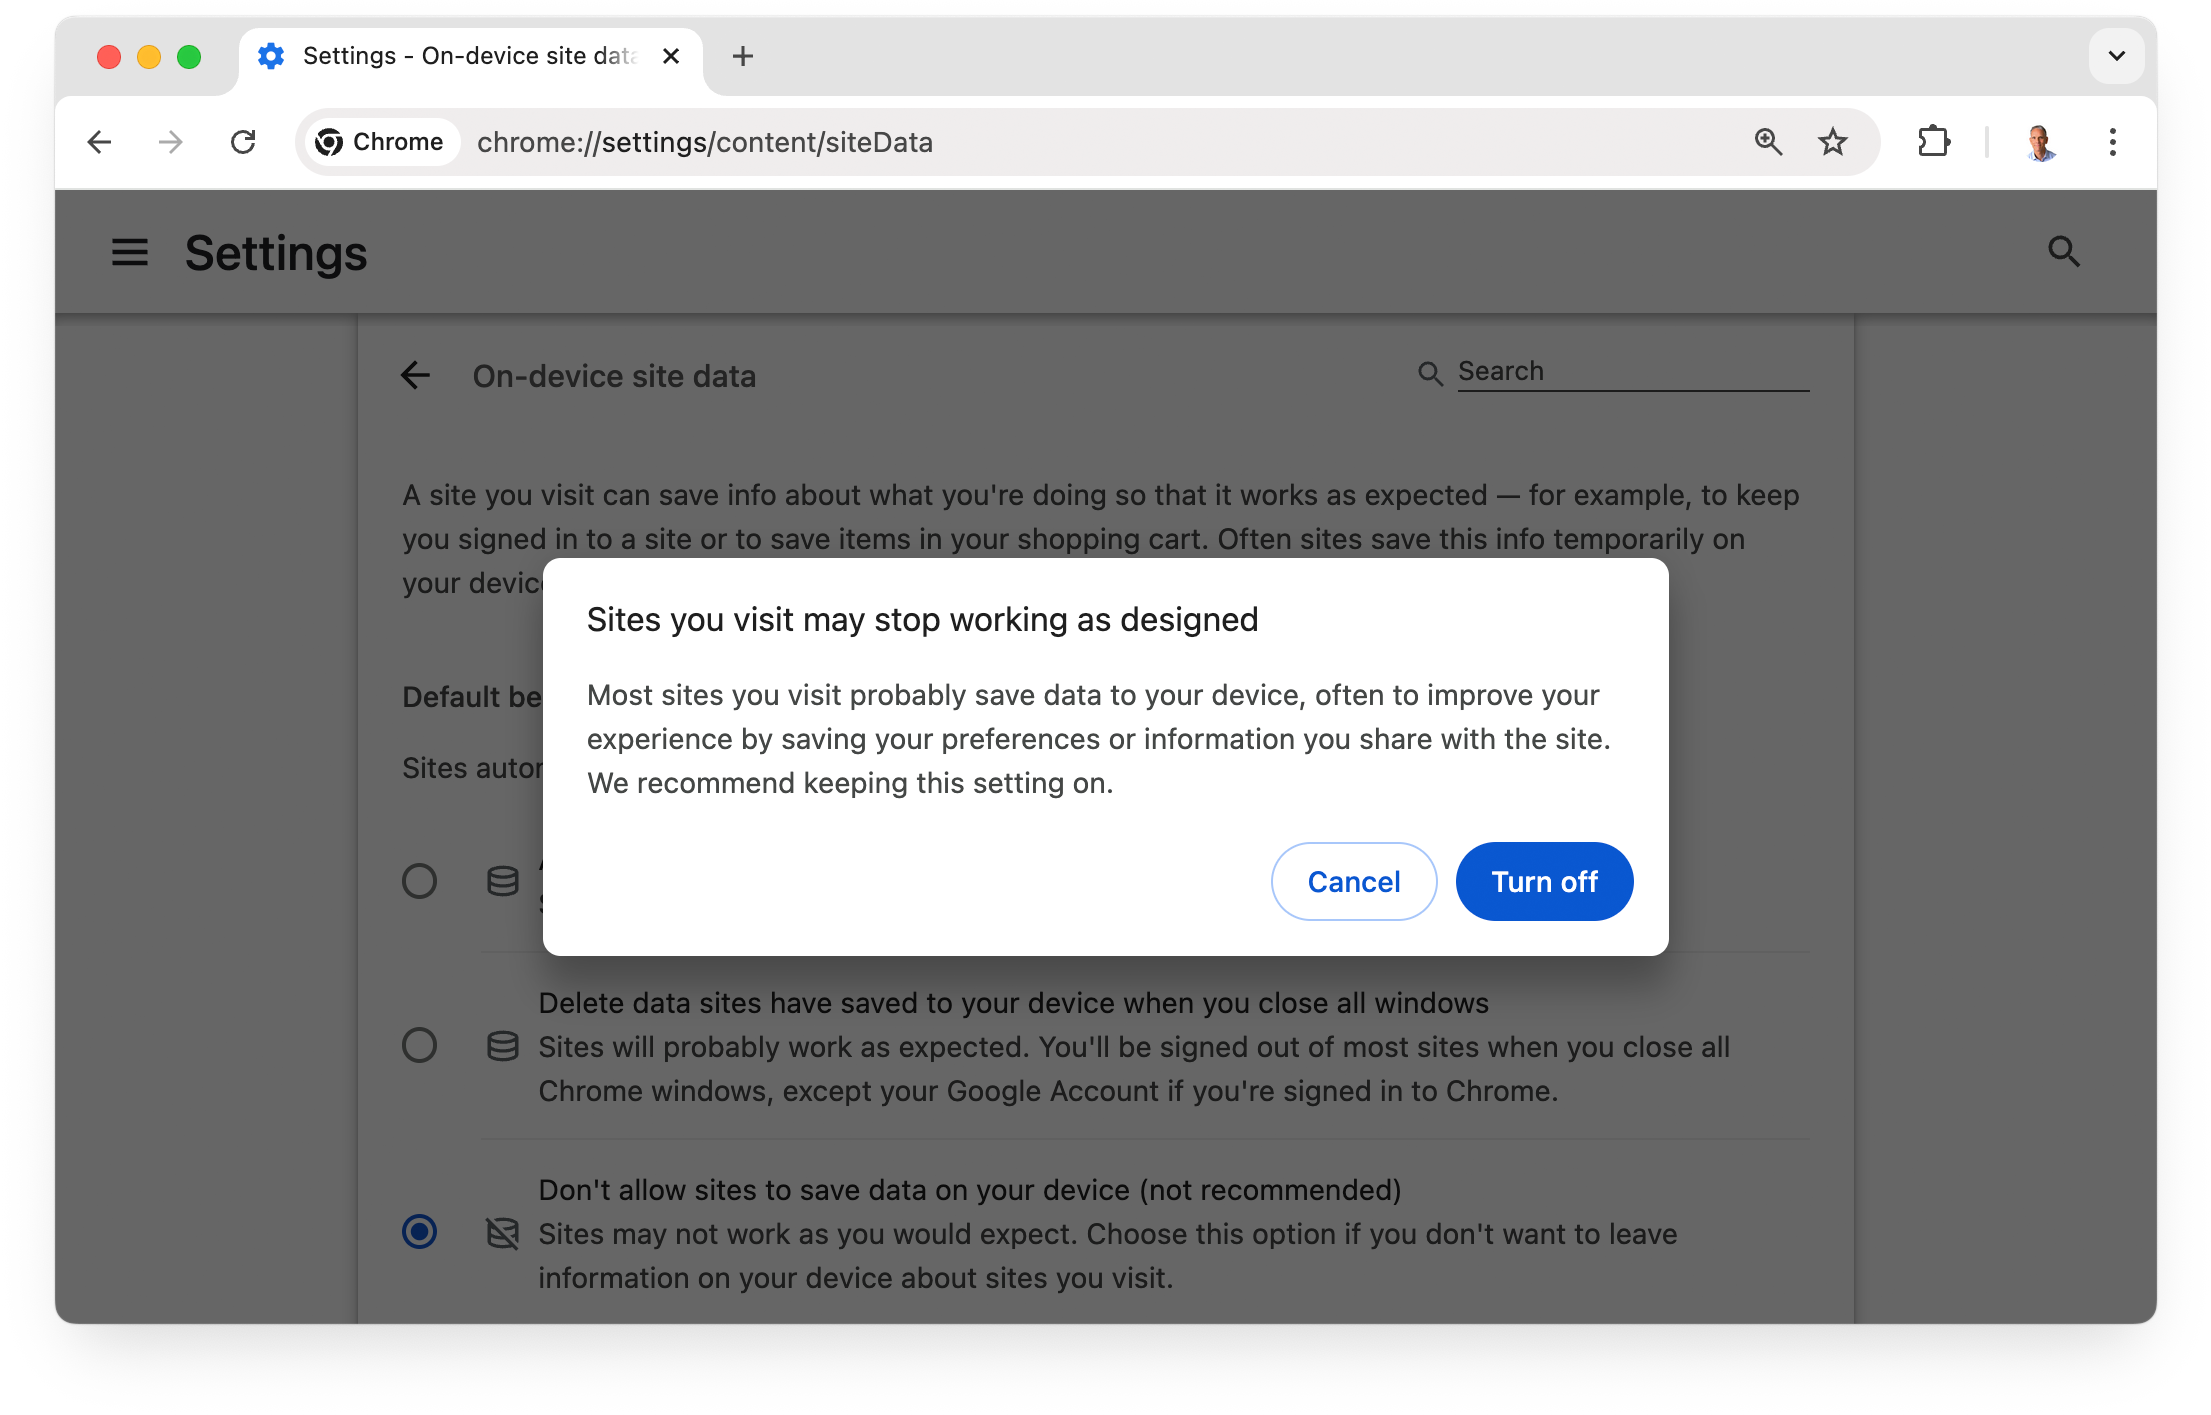 Settings - On-device site data
Chrome chrome://settings/content/siteData
Settings
On-device site data
Search
A site you visit can save info about what you're doing so that it works as expected — for example, to keep
you signed in to a site or to save items in your shopping cart. Often sites save this info temporarily on
your devic
Sites you visit may stop working as designed
Most sites you visit probably save data to your device, often to improve your
experience by saving your preferences or information you share with the site.
We recommend keeping this setting on.
Cancel
Turn off
Default be
Sites autor
Delete data sites have saved to your device when you close all windows
Sites will probably work as expected. You'll be signed out of most sites when you close all
Chrome windows, except your Google Account if you're signed in to Chrome.
Don't allow sites to save data on your device (not recommended)
Sites may not work as you would expect. Choose this option if you don't want to leave
information on your device about sites you visit.